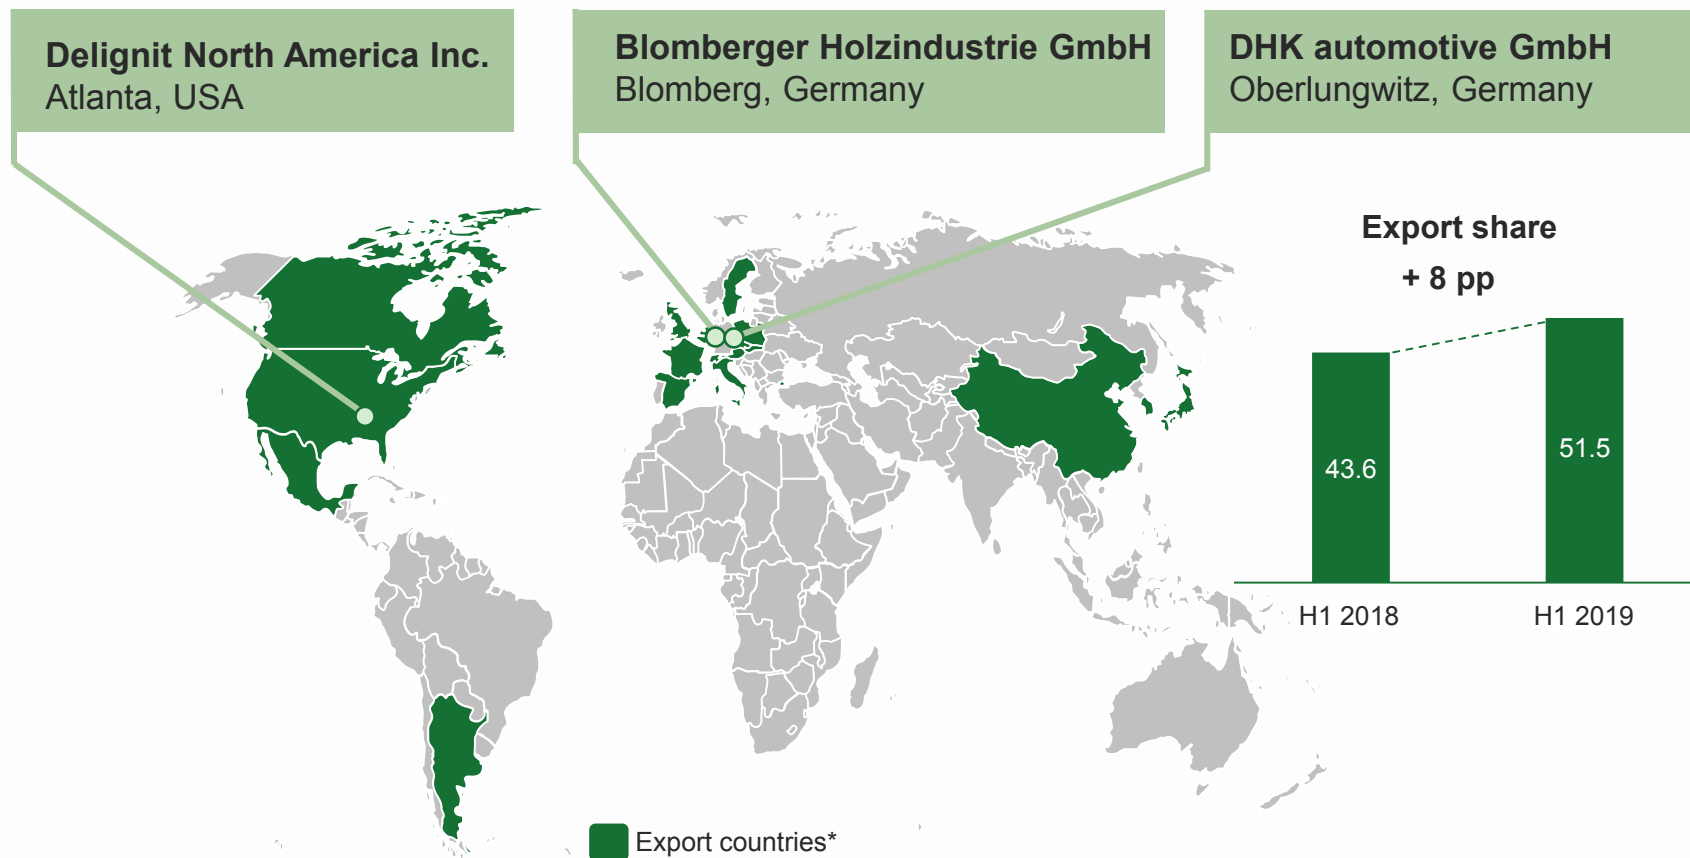 Delignit North America Inc.
Atlanta, USA
Blomberger Holzindustrie GmbH
Blomberg, Germany
DHK automotive GmbH
Oberlungwitz, Germany
Export share
+ 8 pp
43.6
51.5
H1 2018
H1 2019
Export countries*